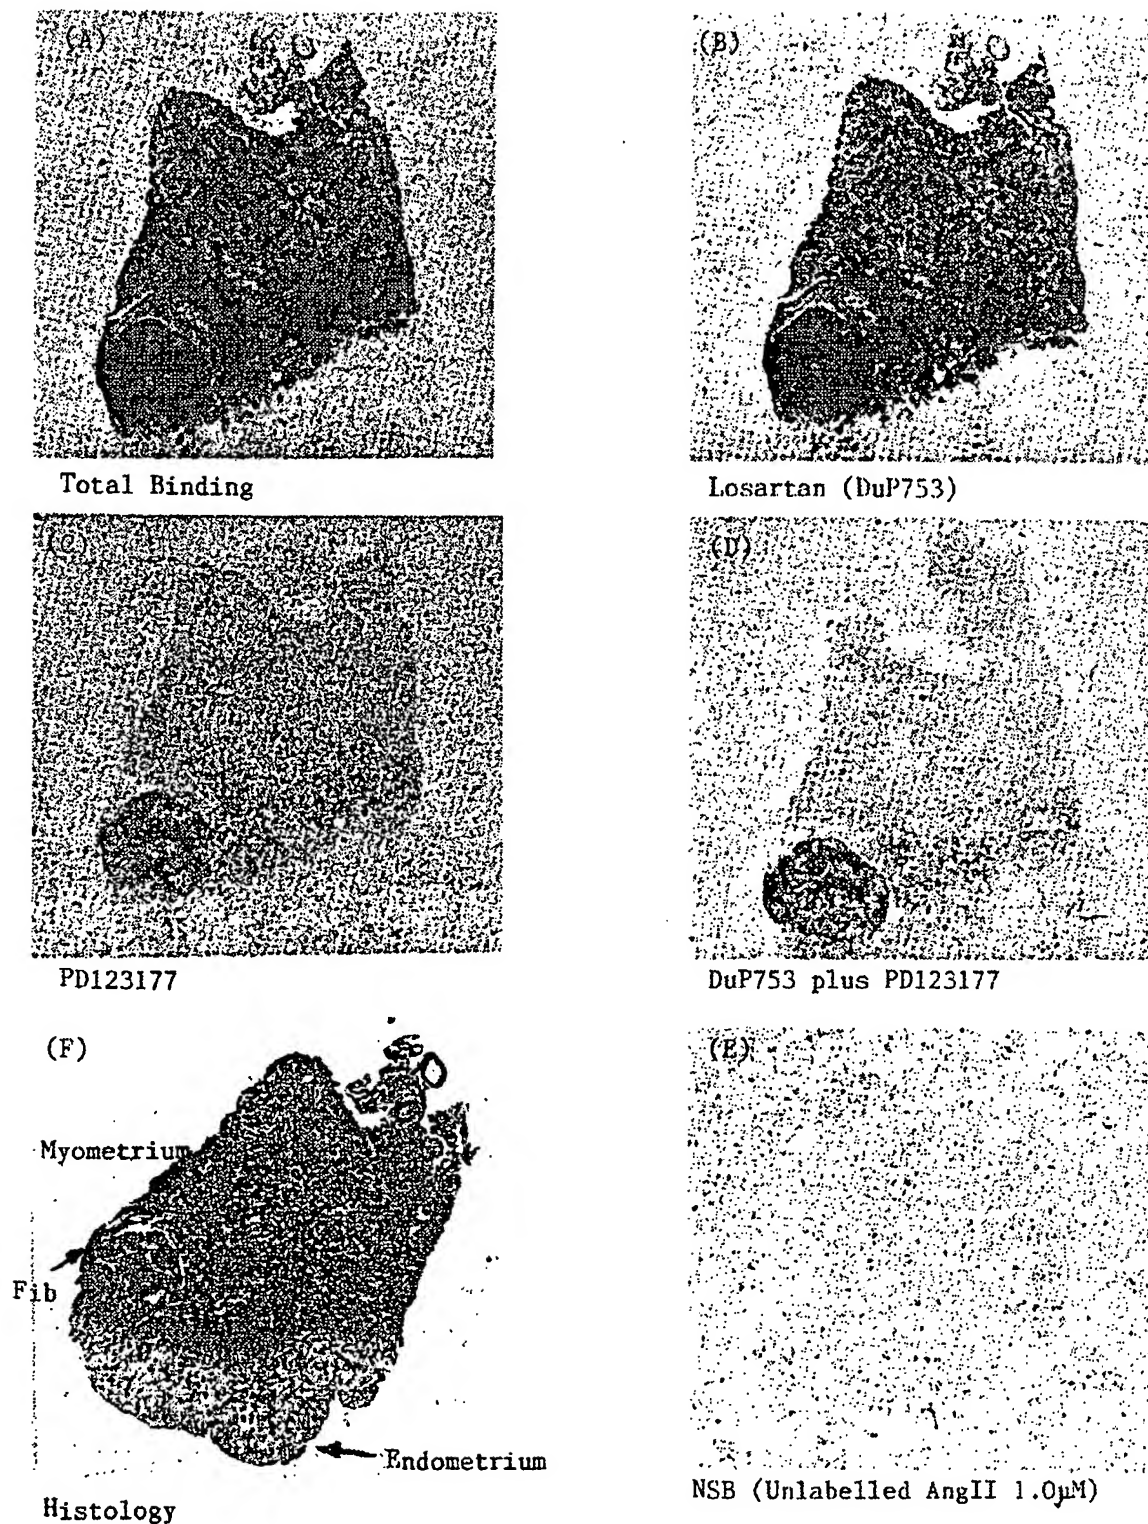 (A)
(B)
Total Binding
Losartan (DuP753)
(C)
(D)
PD123177
DuP753 plus PD123177
(F)
(E)
Myometrium
Fib
Endometrium
Histology
NSB (Unlabelled AngII 1.0μM)